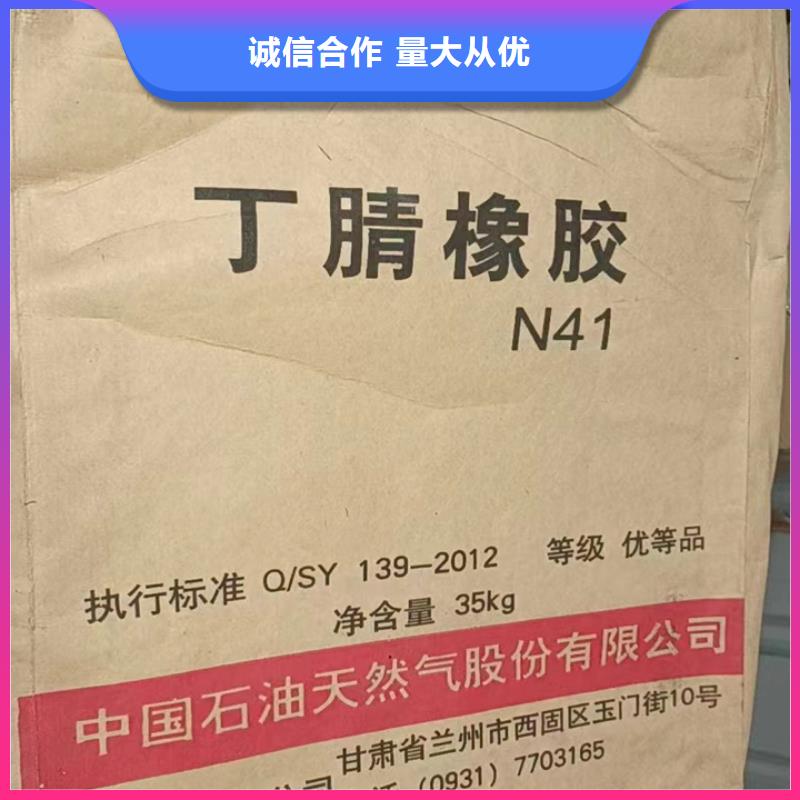 诚信合作 量大从优
丁腈橡胶
N41
执行标准 Q/SY 139-2012 等级 优等品
净含量 35kg
中国石油天然气股份有限公司
甘肃省兰州市西固区玉门街10号
公司
(0931) 7703165